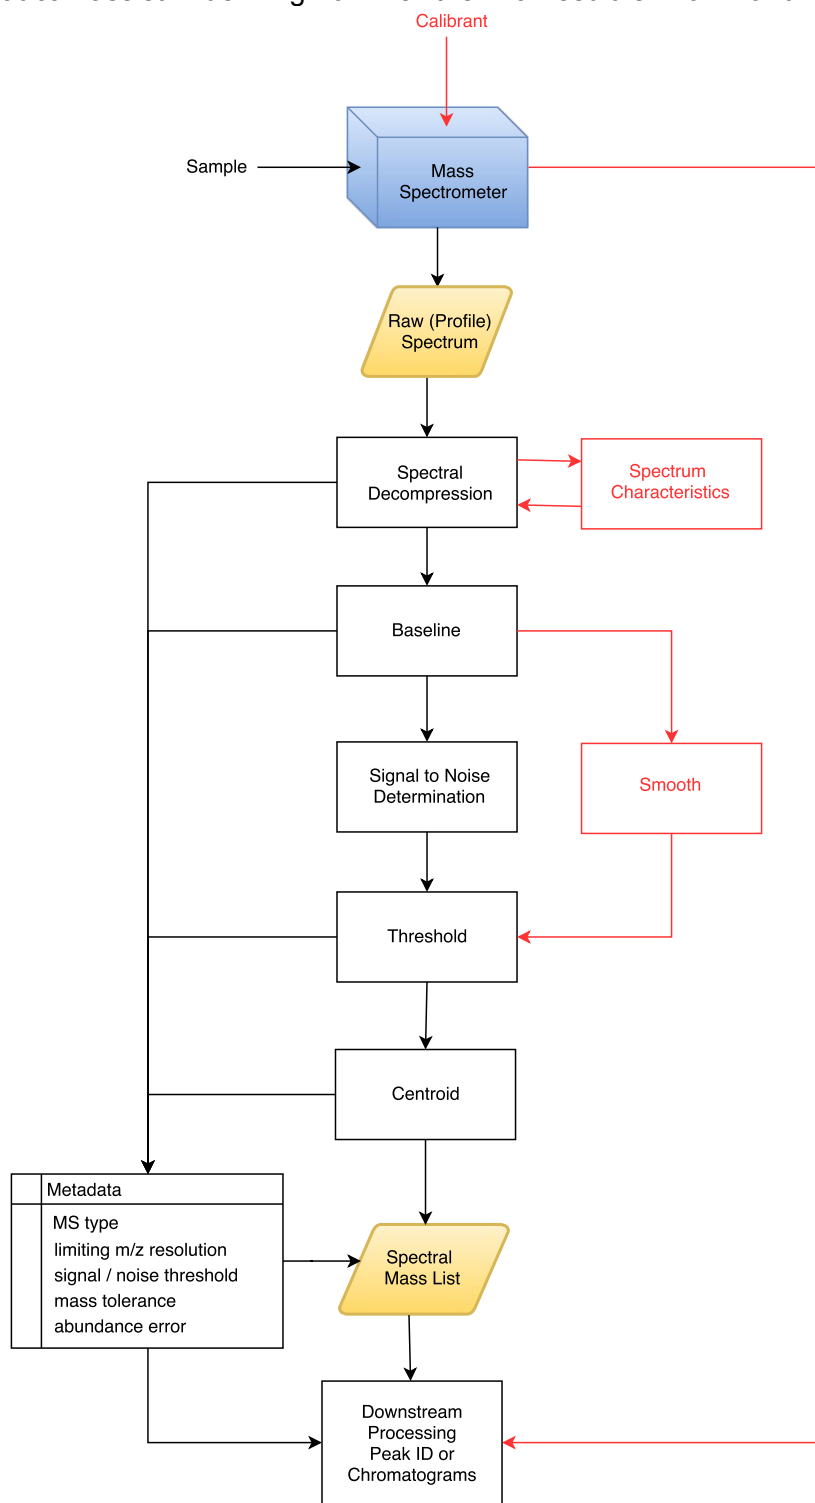 Calibrant
Sample
Mass
Spectrometer
Raw (Profile)
Spectrum
Spectral
Decompression
Spectrum
Characteristics
Baseline
Signal to Noise
Determination
Smooth
Threshold
Centroid
Metadata
MS type
limiting m/z resolution
signal / noise threshold
mass tolerance
abundance error
Spectral
Mass List
Downstream
Processing
Peak ID or
Chromatograms